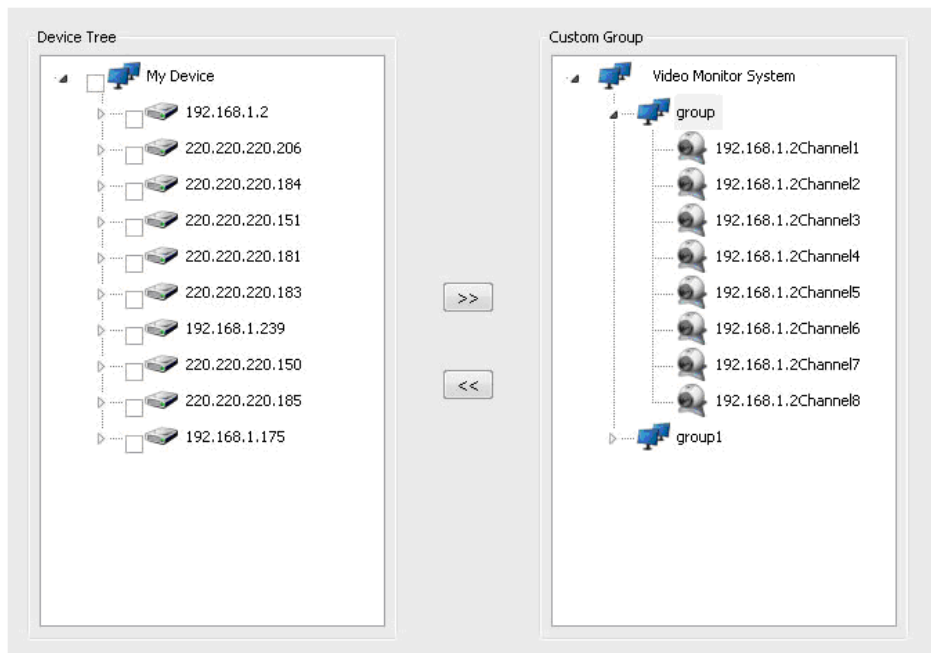 Device Tree
My Device
192.168.1.2
220.220.220.206
220.220.220.184
220.220.220.151
220.220.220.181
220.220.220.183
192.168.1.239
220.220.220.150
220.220.220.185
192.168.1.175
>>
<<
Custom Group
Video Monitor System
group
192.168.1.2Channel1
192.168.1.2Channel2
192.168.1.2Channel3
192.168.1.2Channel4
192.168.1.2Channel5
192.168.1.2Channel6
192.168.1.2Channel7
192.168.1.2Channel8
group1